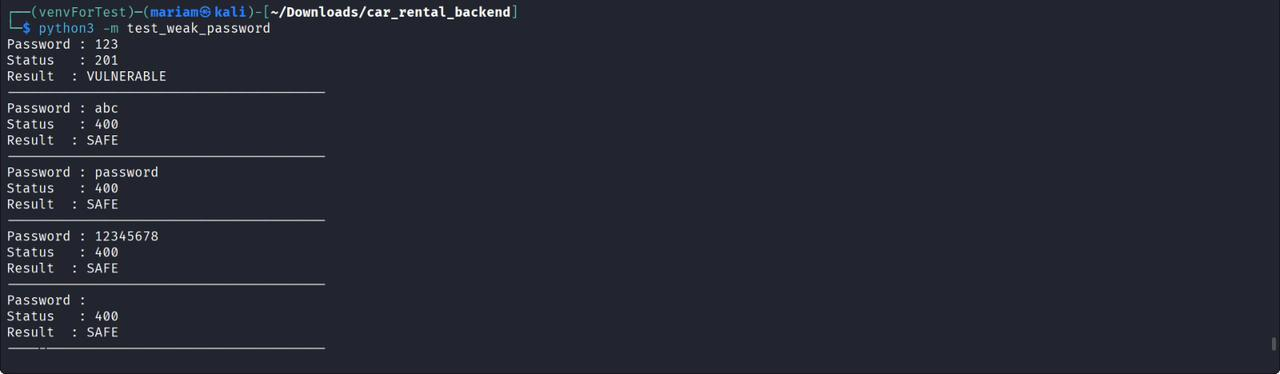 ┌──(venvForTest)─(mariam㉿kali)-[~/Downloads/car_rental_backend]
└─$ python3 -m test_weak_password
Password : 123
Status   : 201
Result  : VULNERABLE
────────────────────────────────────────
Password : abc
Status   : 400
Result  : SAFE
────────────────────────────────────────
Password : password
Status   : 400
Result  : SAFE
────────────────────────────────────────
Password : 12345678
Status   : 400
Result  : SAFE
────────────────────────────────────────
Password :
Status   : 400
Result  : SAFE
────────────────────────────────────────